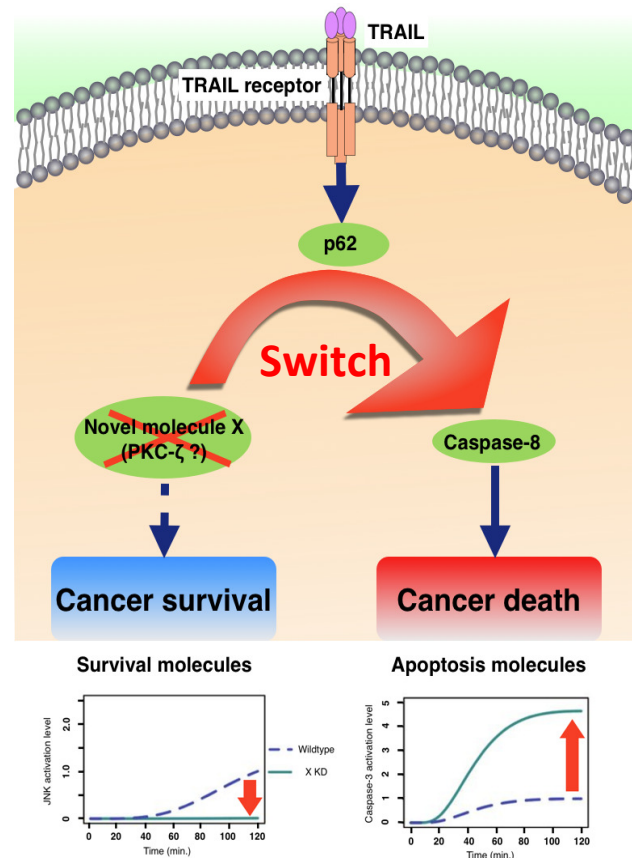 TRAIL
TRAIL receptor
p62
Switch
Novel molecule X
(PKC-ζ ?)
Caspase-8
Cancer survival
Cancer death
Survival molecules
Apoptosis molecules
JNK activation level
2.0
1.0
0
0 20 40 60 80 100 120
Time (min.)
Wildtype
X KD
Caspase-3 activation level
5
4
3
2
1
0
0 20 40 60 80 100 120
Time (min.)